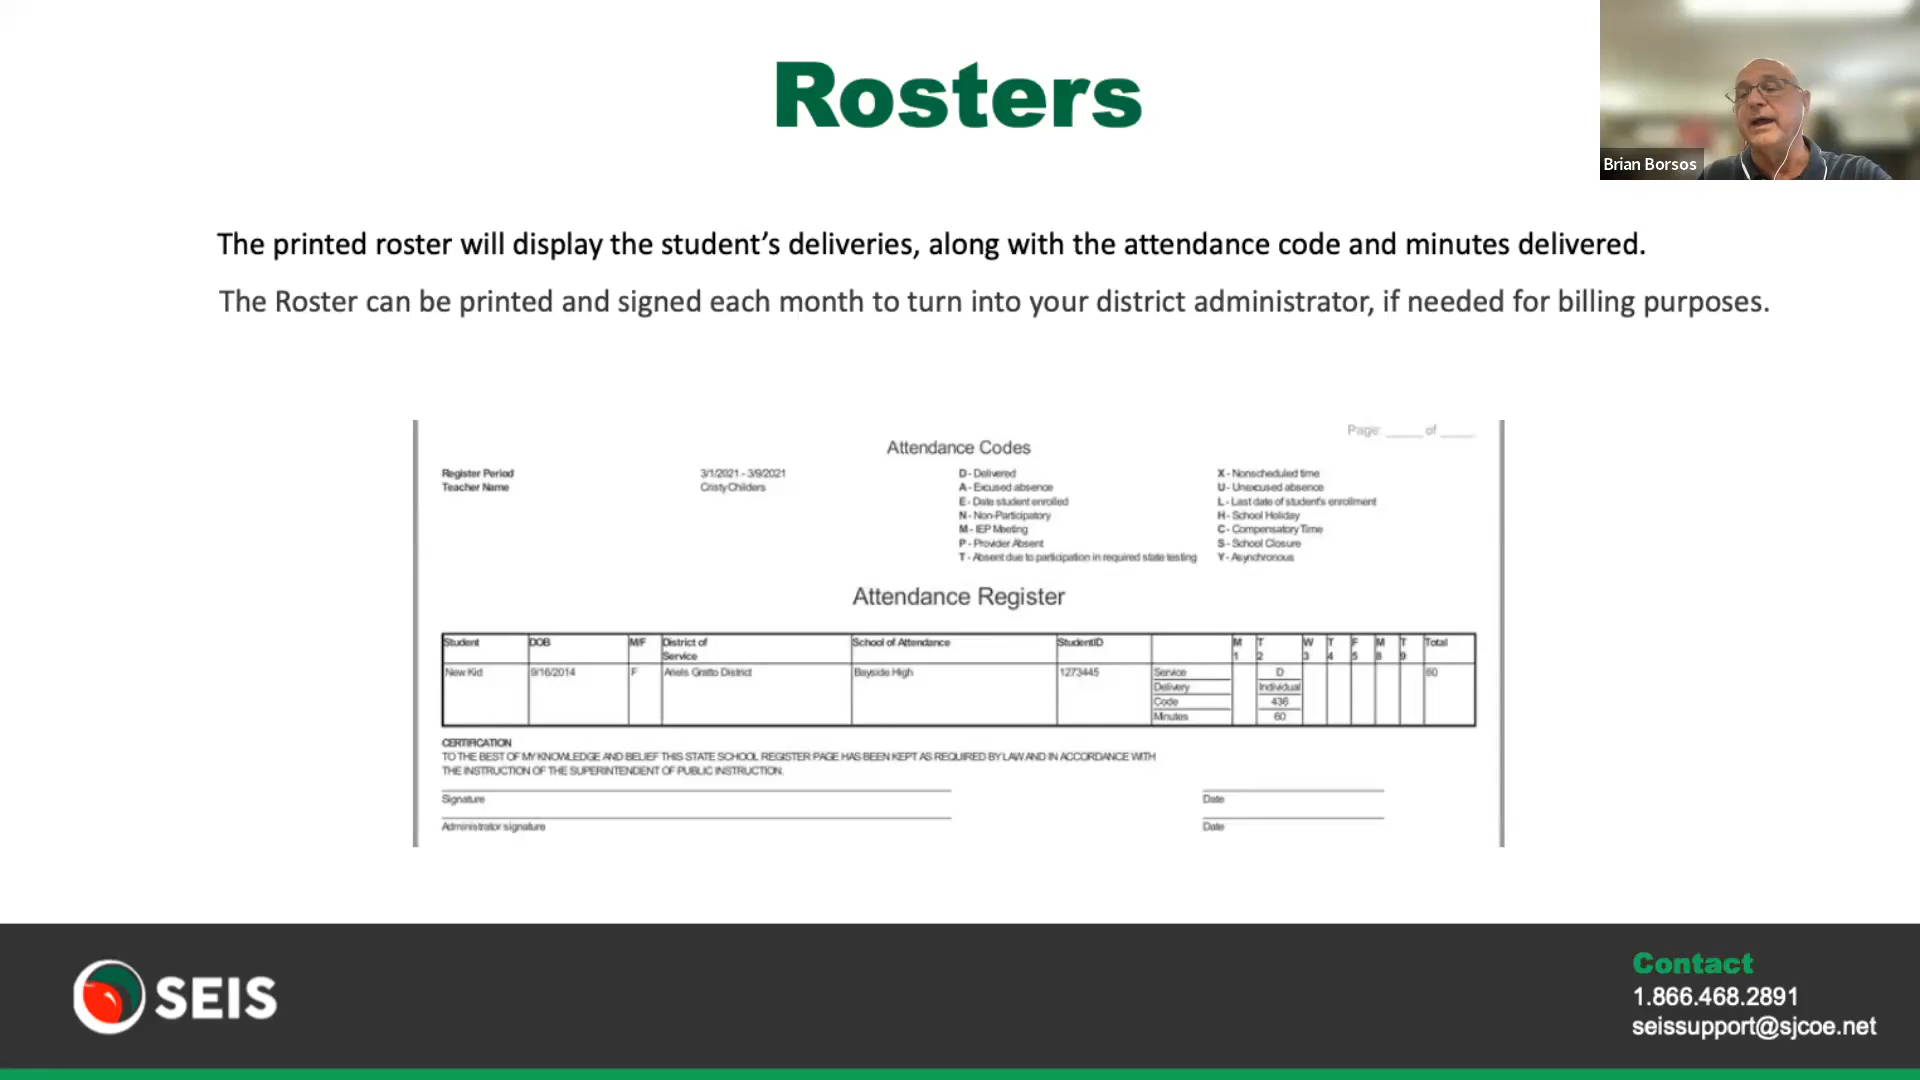 Rosters
Brian Borsos
The printed roster will display the student’s deliveries, along with the attendance code and minutes delivered.
The Roster can be printed and signed each month to turn into your district administrator, if needed for billing purposes.
Page: _____ of _____
Attendance Codes
Register Period 3/1/2021 - 3/9/2021 D - Delivered X - Nonscheduled time
Teacher Name Cristy Childers A - Excused absence U - Unexcused absence
E - Date student enrolled L - Last date of student's enrollment
N - Non-Participatory H - School Holiday
M - IEP Meeting C - Compensatory Time
P - Provider Absent S - School Closure
T - Absent due to participation in required state testing Y - Asynchronous
Attendance Register
Student DOB M/F District of School of Attendance StudentID M T W T F M T Total
Service 1 2 3 4 5 8 9
New Kid 9/16/2014 F Ariels Gratto District Bayside High 1273445 Service D 60
Delivery Individual
Code 436
Minutes 60
CERTIFICATION
TO THE BEST OF MY KNOWLEDGE AND BELIEF THIS STATE SCHOOL REGISTER PAGE HAS BEEN KEPT AS REQUIRED BY LAW AND IN ACCORDANCE WITH
THE INSTRUCTION OF THE SUPERINTENDENT OF PUBLIC INSTRUCTION.
Signature Date
Administrator signature Date
SEIS
Contact
1.866.468.2891
seissupport@sjcoe.net